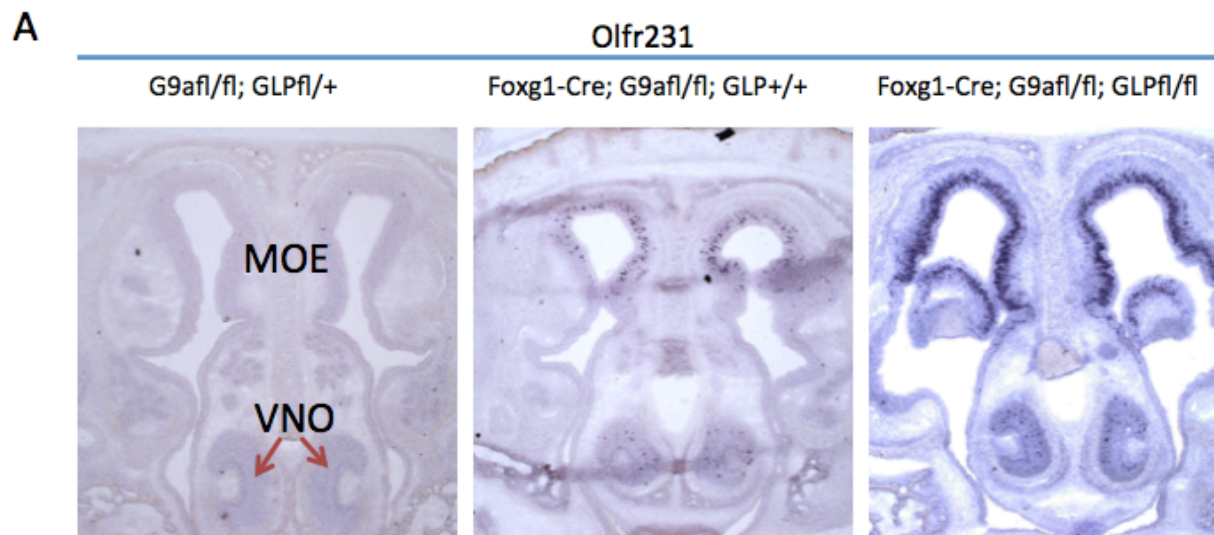 A
Olfr231
G9afl/fl; GLPfl/+
Foxg1-Cre; G9afl/fl; GLP+/+
Foxg1-Cre; G9afl/fl; GLPfl/fl
MOE
VNO